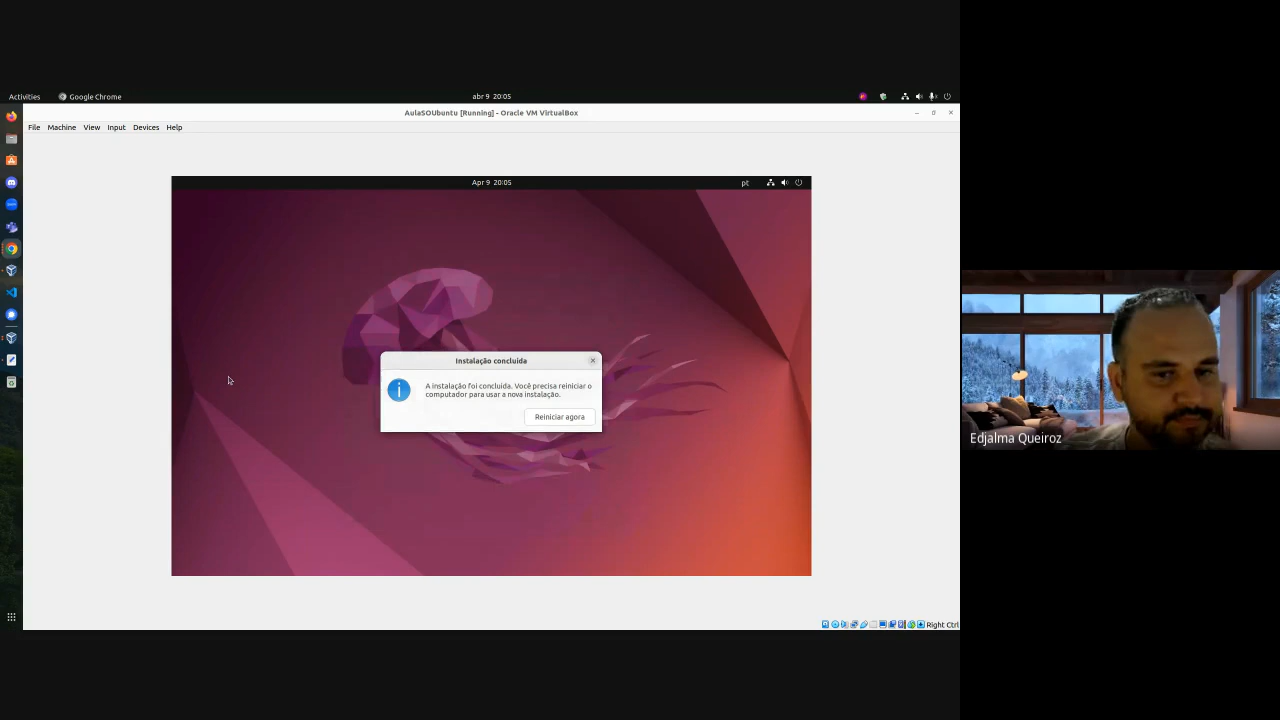 Activities
Google Chrome
abr 9 20:05
AulaSOUbuntu [Running] - Oracle VM VirtualBox
File Machine View Input Devices Help
Apr 9 20:05
pt
Instalação concluída
A instalação foi concluída. Você precisa reiniciar o
computador para usar a nova instalação.
Reiniciar agora
Edjalma Queiroz
Right Ctrl